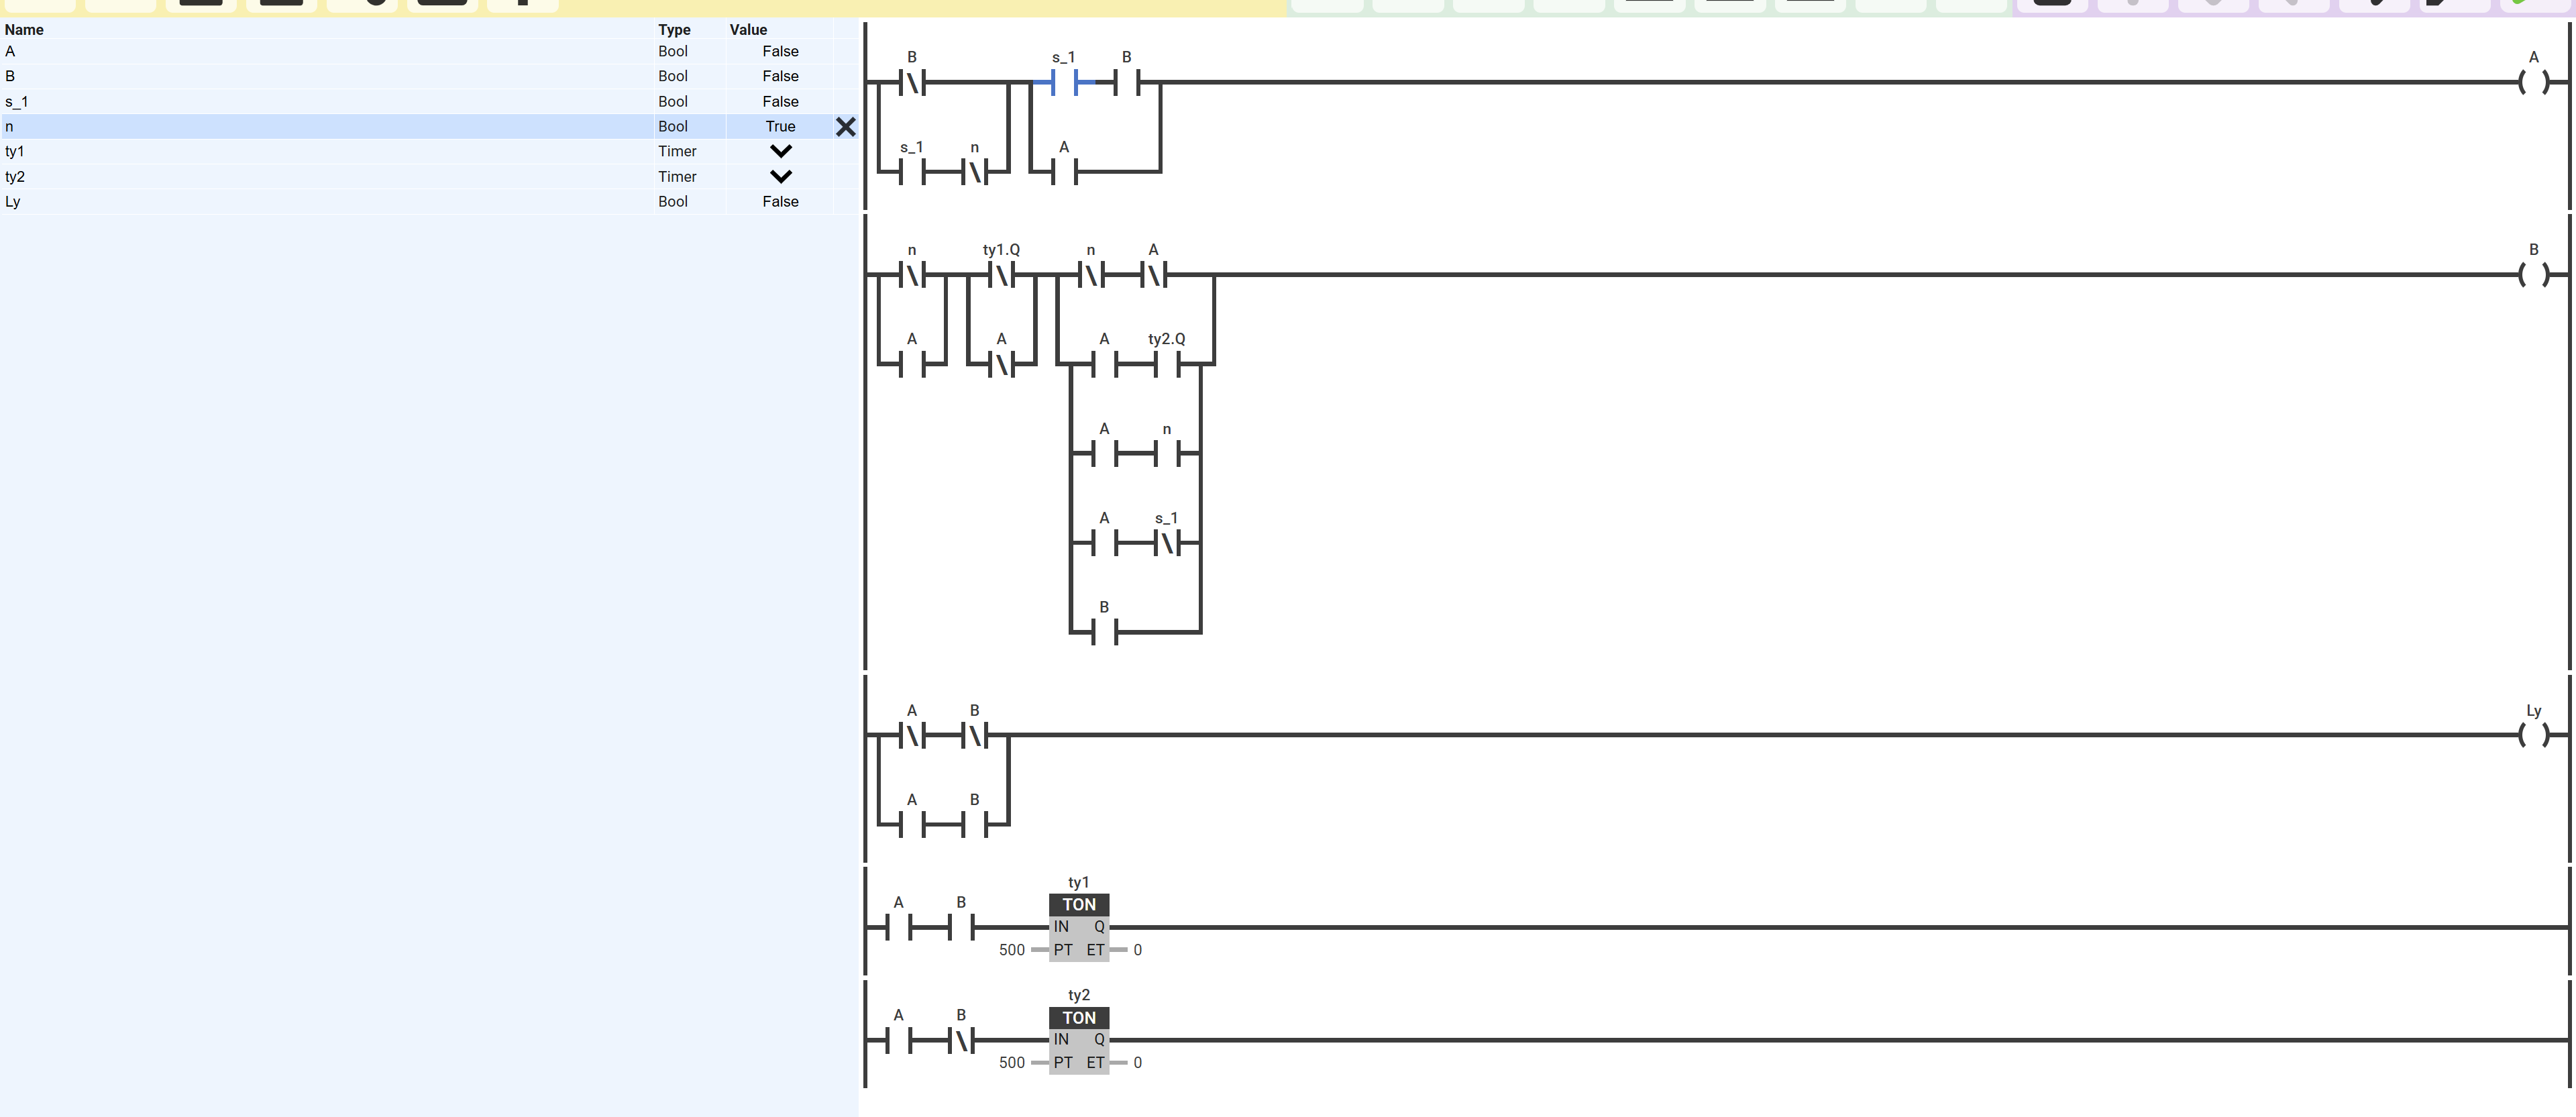 Name Type Value
A Bool False
B Bool False
s_1 Bool False
n Bool True
ty1 Timer
ty2 Timer
Ly Bool False
B s_1 B A
s_1 n A
n ty1.Q n A B
A A A ty2.Q
A n
A s_1
B
A B Ly
A B
ty1
A B TON
IN Q
500 PT ET 0
ty2
A B TON
IN Q
500 PT ET 0